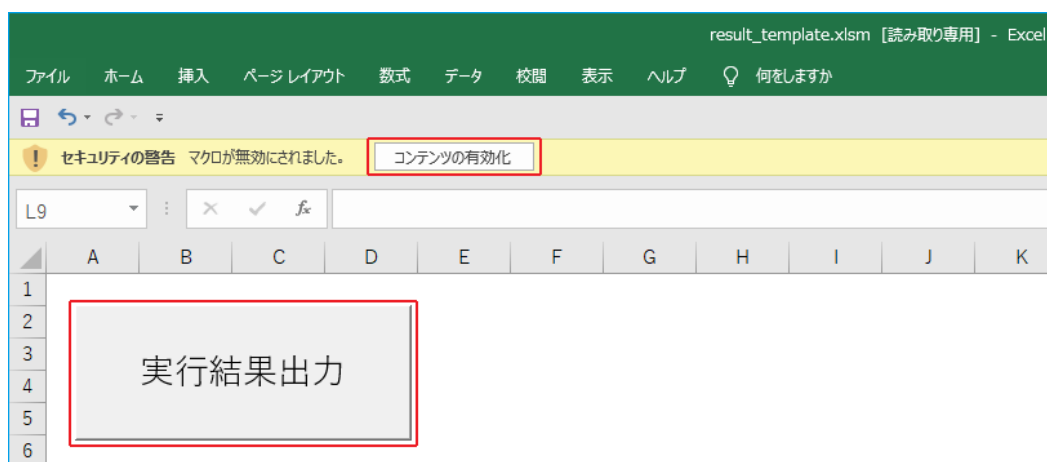 result_template.xlsm [読み取り専用] - Excel
ファイル ホーム 挿入 ページ レイアウト 数式 データ 校閲 表示 ヘルプ 何をしますか
セキュリティの警告 マクロが無効にされました。 コンテンツの有効化
L9 fx
A B C D E F G H I J K
1
2
3
実行結果出力
4
5
6